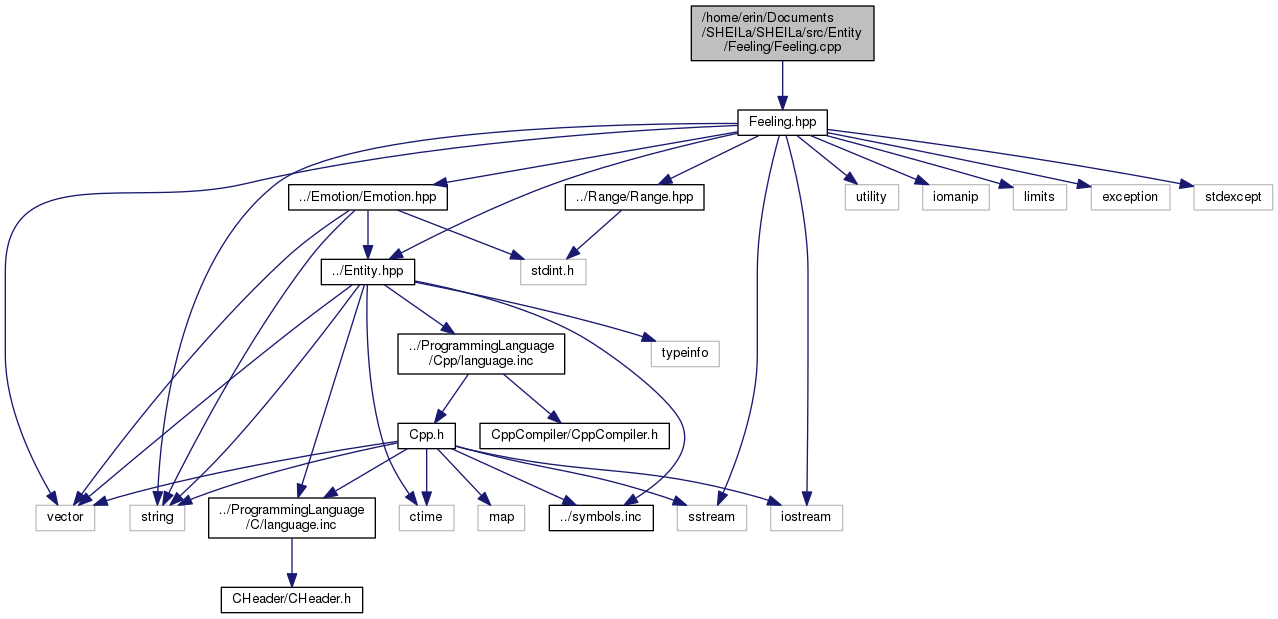 /home/erin/Documents
/SHEILa/SHEILa/src/Entity
/Feeling/Feeling.cpp
Feeling.hpp
../Emotion/Emotion.hpp
../Range/Range.hpp
utility
iomanip
limits
exception
stdexcept
../Entity.hpp
stdint.h
../ProgrammingLanguage
/Cpp/language.inc
typeinfo
Cpp.h
CppCompiler/CppCompiler.h
vector
string
../ProgrammingLanguage
/C/language.inc
ctime
map
../symbols.inc
sstream
iostream
CHeader/CHeader.h